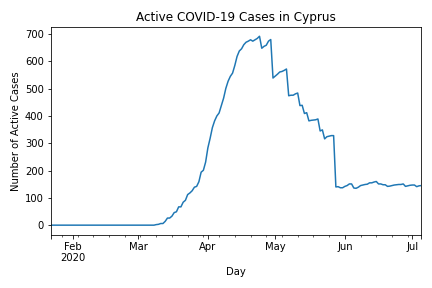 Active COVID-19 Cases in Cyprus
700
600
500
400
300
200
100
0
Number of Active Cases
Feb Mar Apr May Jun Jul
2020
Day